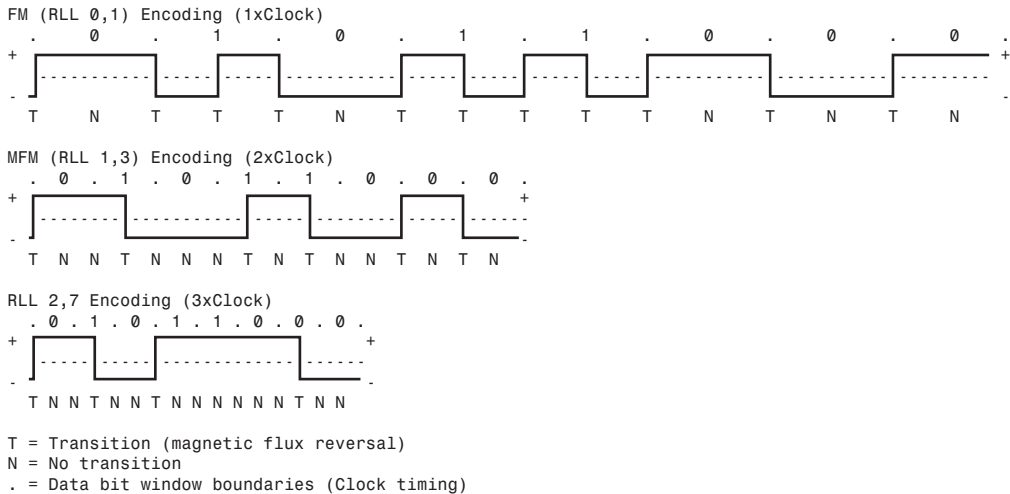 FM (RLL 0,1) Encoding (1xClock)
. 0 . 1 . 0 . 1 . 1 . 0 . 0 . 0 .
+ +
- -
T N T T T N T T T T T N T N T N
MFM (RLL 1,3) Encoding (2xClock)
. 0 . 1 . 0 . 1 . 1 . 0 . 0 . 0 .
+ +
- -
T N N T N N N T N T N N T N T N
RLL 2,7 Encoding (3xClock)
. 0 . 1 . 0 . 1 . 1 . 0 . 0 . 0 .
+ +
- -
T N N T N N T N N N N N N T N N
T = Transition (magnetic flux reversal)
N = No transition
. = Data bit window boundaries (Clock timing)